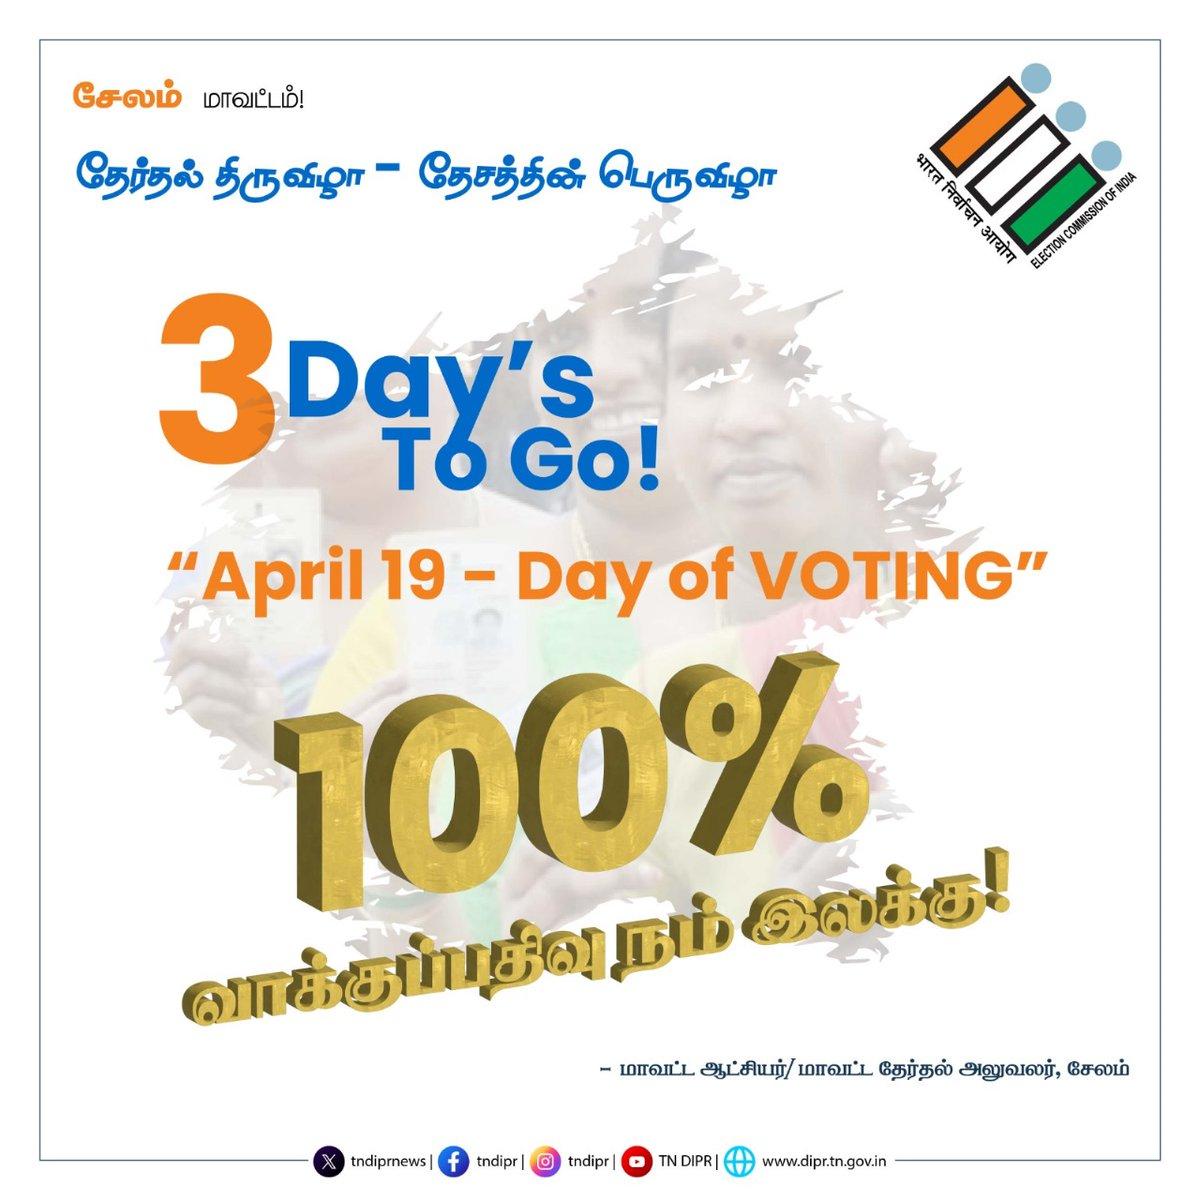 சேலம் மாவட்டம்!
தேர்தல் திருவிழா - தேசத்தின் பெருவிழா
भारत निर्वाचन आयोग
ELECTION COMMISSION OF INDIA
3 Day's
To Go!
“April 19 - Day of VOTING”
100%
வாக்குப்பதிவு நம் இலக்கு!
- மாவட்ட ஆட்சியர்/ மாவட்ட தேர்தல் அலுவலர், சேலம்
tndiprnews | tndipr | tndipr | TN DIPR | www.dipr.tn.gov.in